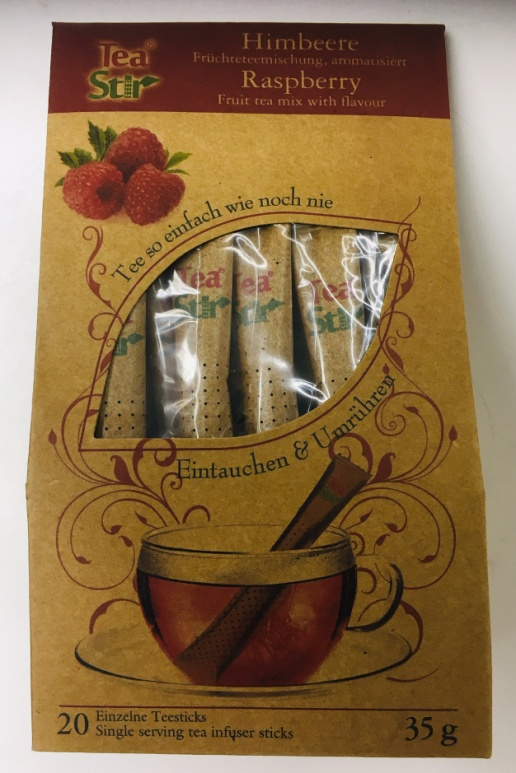 Tea®
Stir
Himbeere
Früchteteemischung, aromatisiert
Raspberry
Fruit tea mix with flavour
Tee so einfach wie noch nie
Tea®
Stir
Tea®
Stir
Tea
Stir
Eintauchen & Umrühren
20
Einzelne Teesticks
Single serving tea infuser sticks
35 g